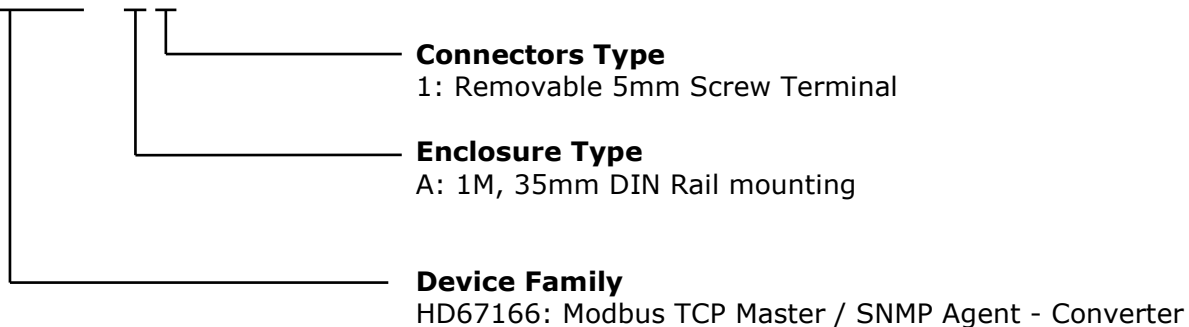 Connectors Type
1: Removable 5mm Screw Terminal
Enclosure Type
A: 1M, 35mm DIN Rail mounting
Device Family
HD67166: Modbus TCP Master / SNMP Agent - Converter